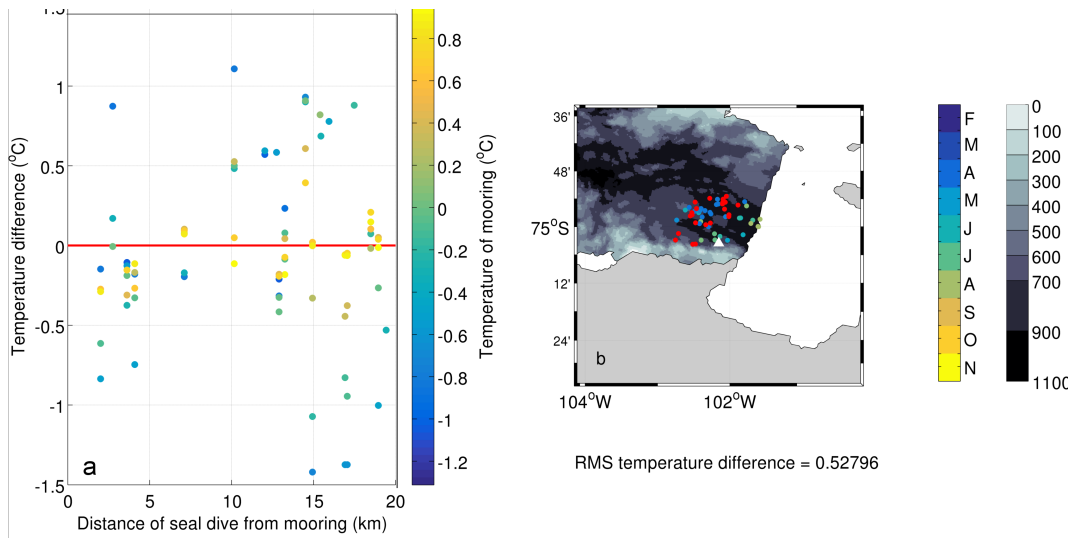 1.5
1
0.5
0
-0.5
-1
-1.5
0
5
10
15
20
Temperature difference (°C)
Distance of seal dive from mooring (km)
a
0.8
0.6
0.4
0.2
0
-0.2
-0.4
-0.6
-0.8
-1
-1.2
Temperature of mooring (°C)
36'
48'
75°S
12'
24'
104°W
102°W
b
F
M
A
M
J
J
A
S
O
N
0
100
200
300
400
500
600
700
900
1100
RMS temperature difference = 0.52796